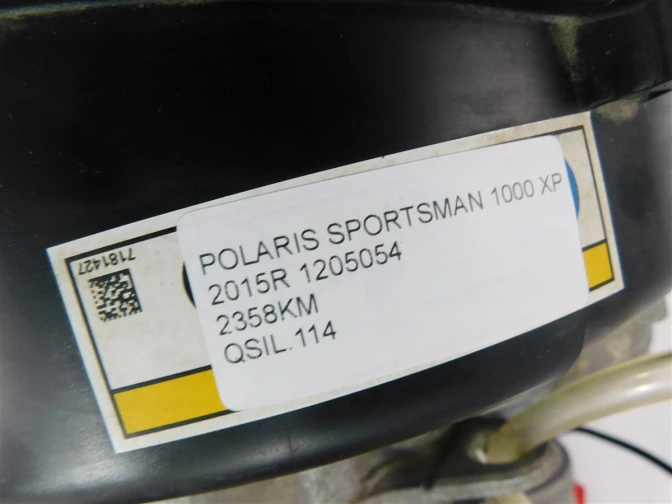 POLARIS SPORTSMAN 1000 XP
2015R 1205054
2358KM
QSIL.114
7181427